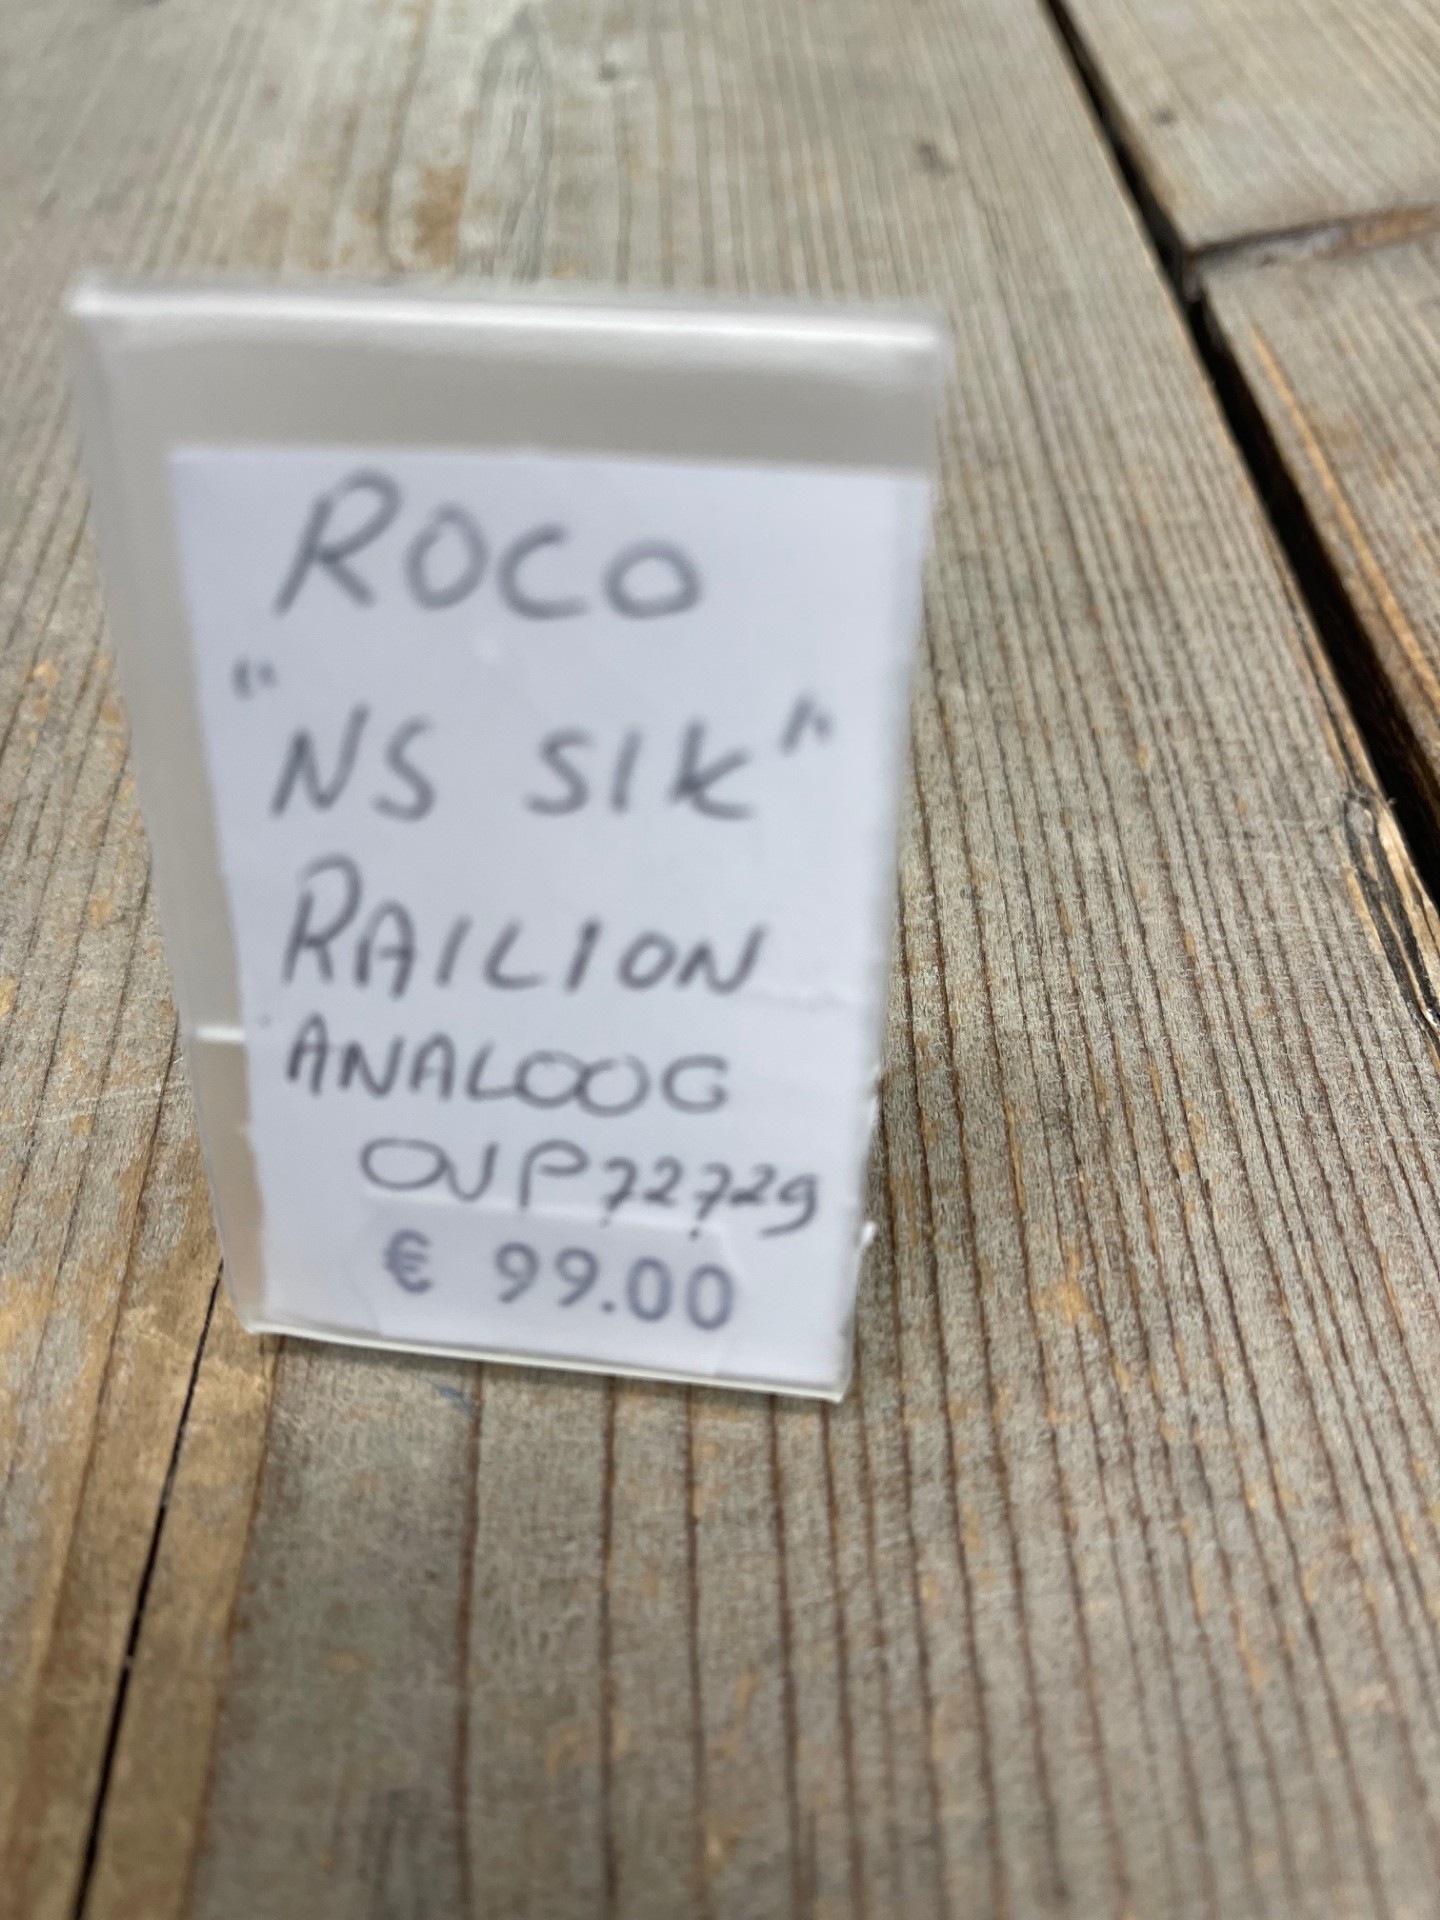 ROCO
"NS SIK"
RAILION
ANALOOG
OVP 72729
€ 99.00